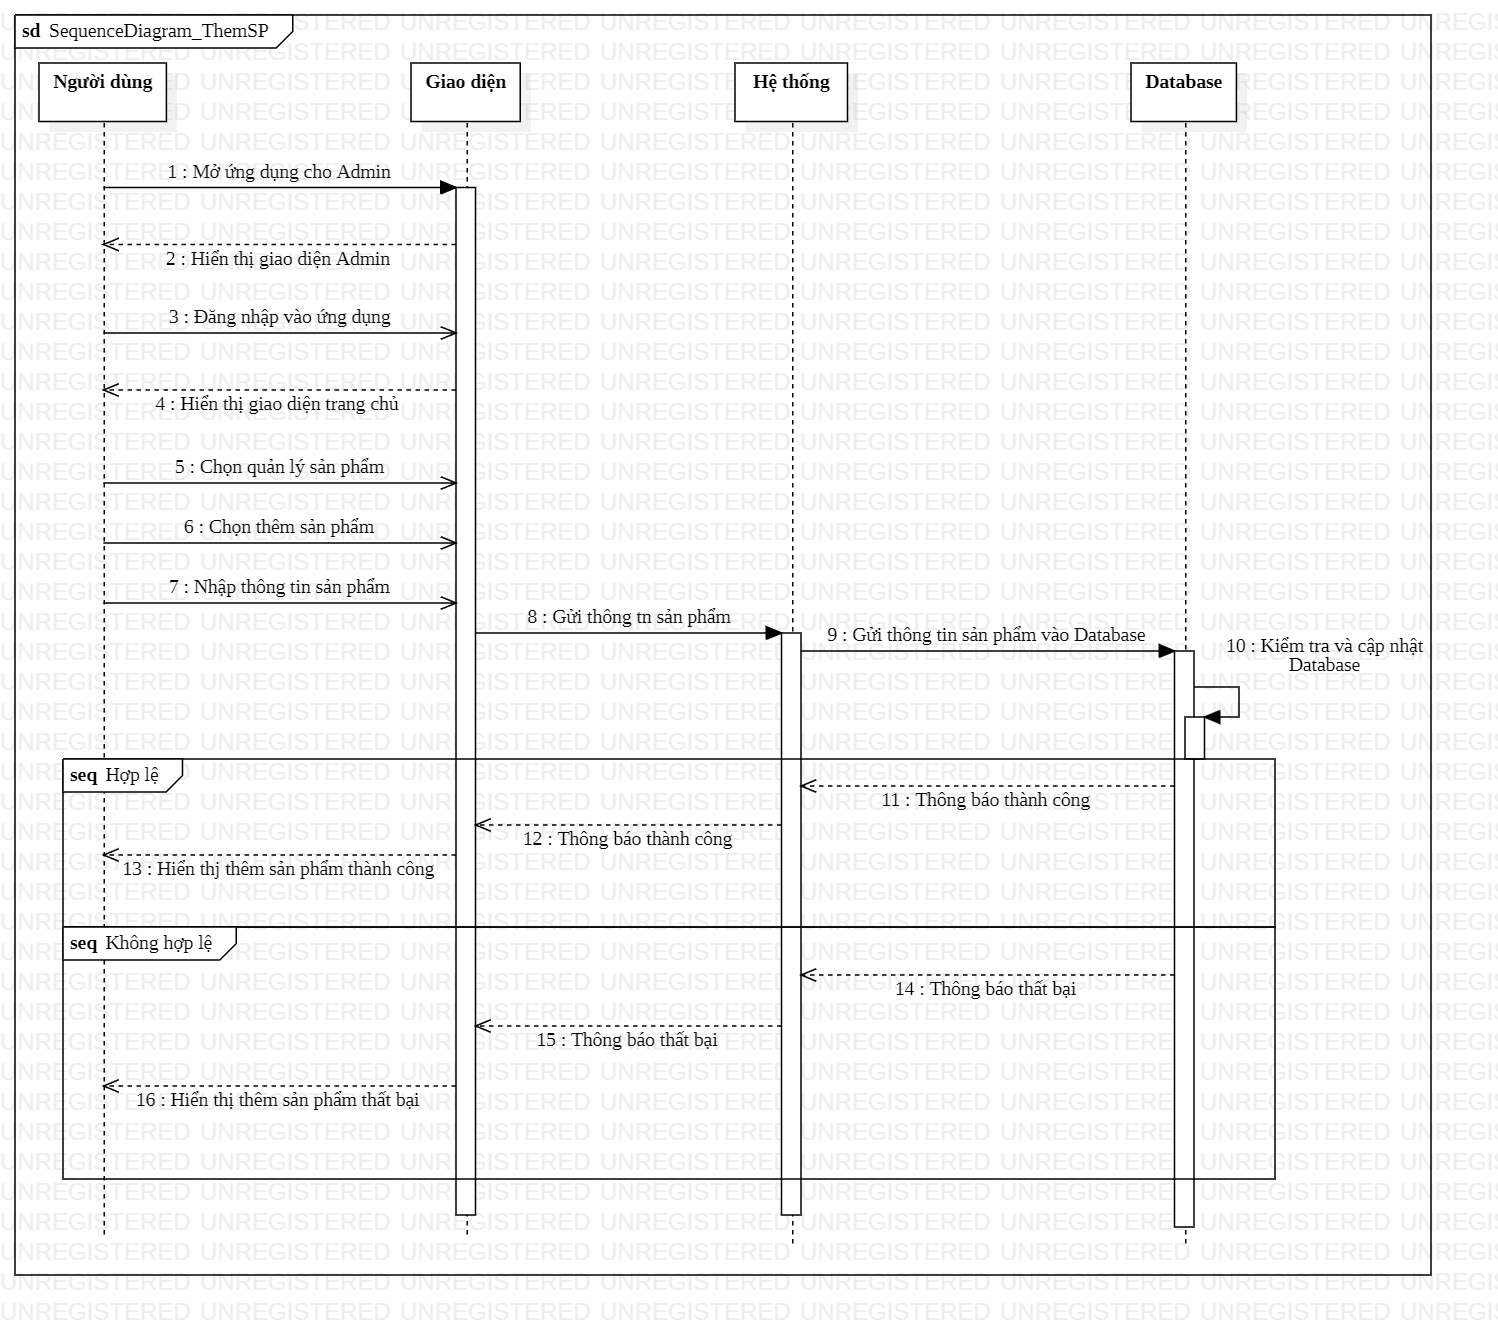 sd SequenceDiagram_ThemSP
Người dùng
Giao diện
Hệ thống
Database
1 : Mở ứng dụng cho Admin
2 : Hiển thị giao diện Admin
3 : Đăng nhập vào ứng dụng
4 : Hiển thị giao diện trang chủ
5 : Chọn quản lý sản phẩm
6 : Chọn thêm sản phẩm
7 : Nhập thông tin sản phẩm
8 : Gửi thông tn sản phẩm
9 : Gửi thông tin sản phẩm vào Database
10 : Kiểm tra và cập nhật
Database
seq Hợp lệ
11 : Thông báo thành công
12 : Thông báo thành công
13 : Hiển thj thêm sản phẩm thành công
seq Không hợp lệ
14 : Thông báo thất bại
15 : Thông báo thất bại
16 : Hiển thị thêm sản phẩm thất bại
UNREGISTERED